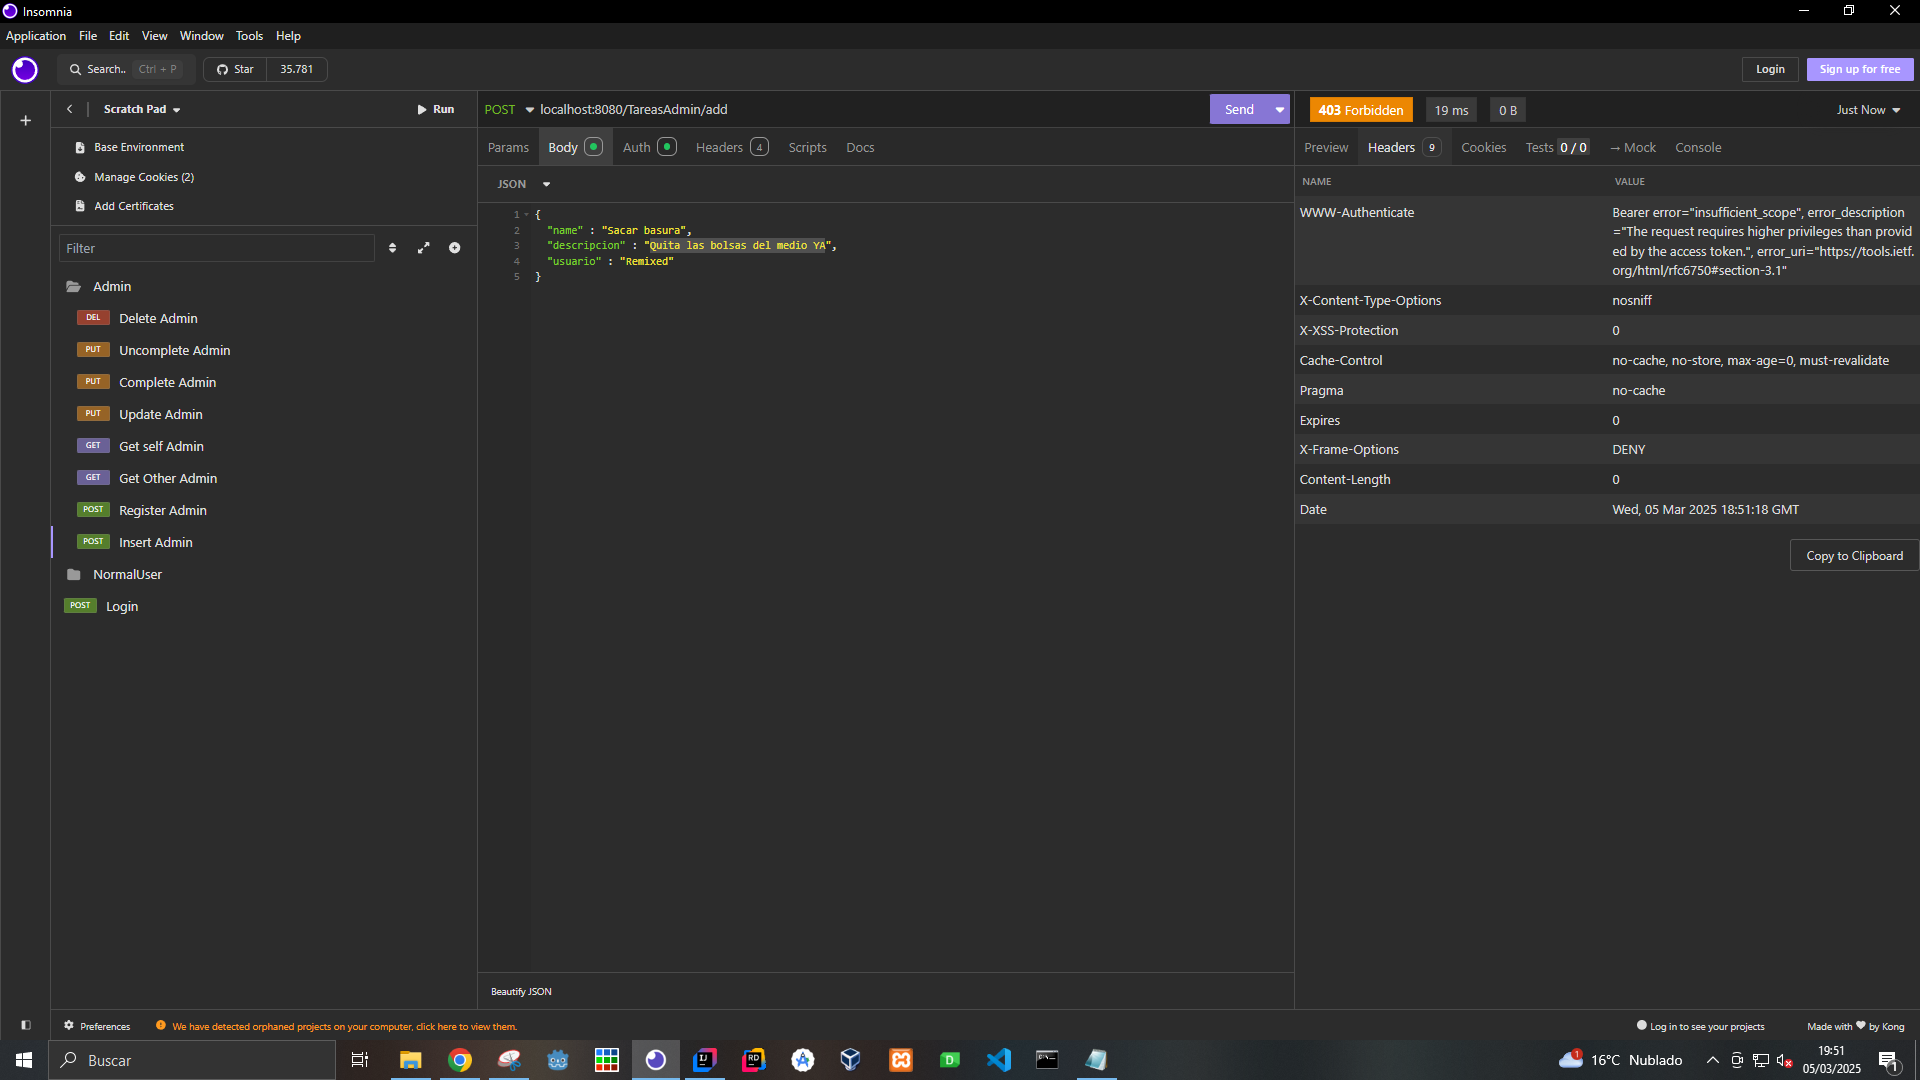 Insomnia
Application File Edit View Window Tools Help
Search.. Ctrl + P Star 35.781 Login Sign up for free
Scratch Pad Run
Base Environment
Manage Cookies (2)
Add Certificates
Filter
Admin
DEL Delete Admin
PUT Uncomplete Admin
PUT Complete Admin
PUT Update Admin
GET Get self Admin
GET Get Other Admin
POST Register Admin
POST Insert Admin
NormalUser
POST Login
POST localhost:8080/TareasAdmin/add Send
Params Body Auth Headers 4 Scripts Docs
JSON
1 {
2 "name" : "Sacar basura",
3 "descripcion" : "Quita las bolsas del medio YA",
4 "usuario" : "Remixed"
5 }
Beautify JSON
403 Forbidden 19 ms 0 B Just Now
Preview Headers 9 Cookies Tests 0 / 0 → Mock Console
NAME VALUE
WWW-Authenticate Bearer error="insufficient_scope", error_description
="The request requires higher privileges than provid
ed by the access token.", error_uri="https://tools.ietf.
org/html/rfc6750#section-3.1"
X-Content-Type-Options nosniff
X-XSS-Protection 0
Cache-Control no-cache, no-store, max-age=0, must-revalidate
Pragma no-cache
Expires 0
X-Frame-Options DENY
Content-Length 0
Date Wed, 05 Mar 2025 18:51:18 GMT
Copy to Clipboard
Preferences We have detected orphaned projects on your computer, click here to view them. Log in to see your projects Made with ♥ by Kong
Buscar IJ RD D 1 16°C Nublado 19:51
05/03/2025 1